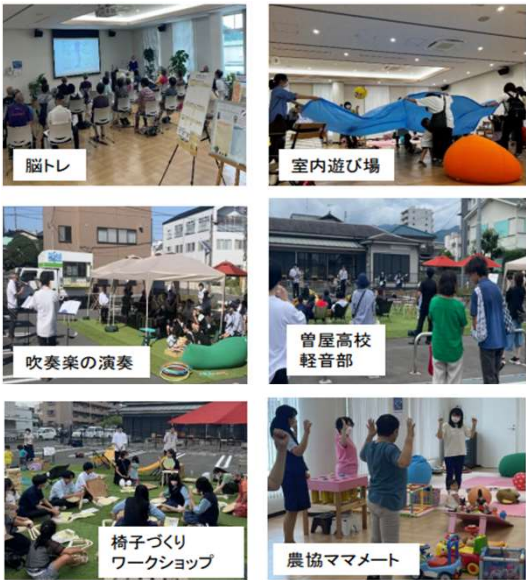 脳トレ
室内遊び場
吹奏楽の演奏
曽屋高校
軽音部
椅子づくり
ワークショップ
農協ママメート